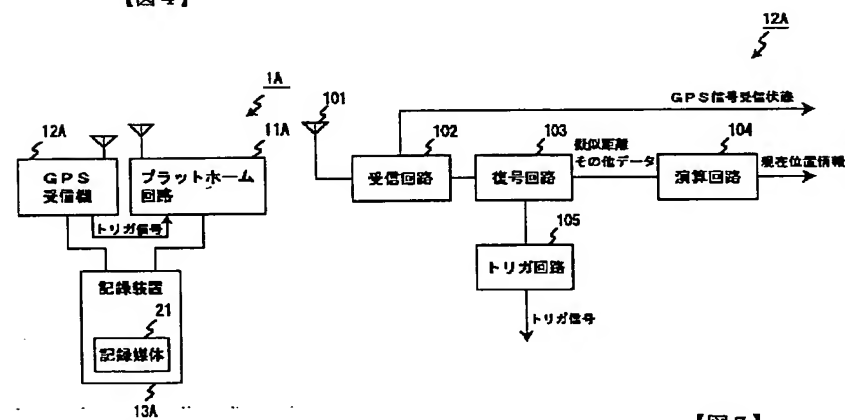 【図4】
1A
12A
11A
GPS
受信機
プラットホーム
回路
トリガ信号
記録装置
21
記録媒体
13A
12A
101
GPS信号受信状態
102
受信回路
103
復号回路
疑似距離
その他データ
104
演算回路
現在位置情報
105
トリガ回路
トリガ信号